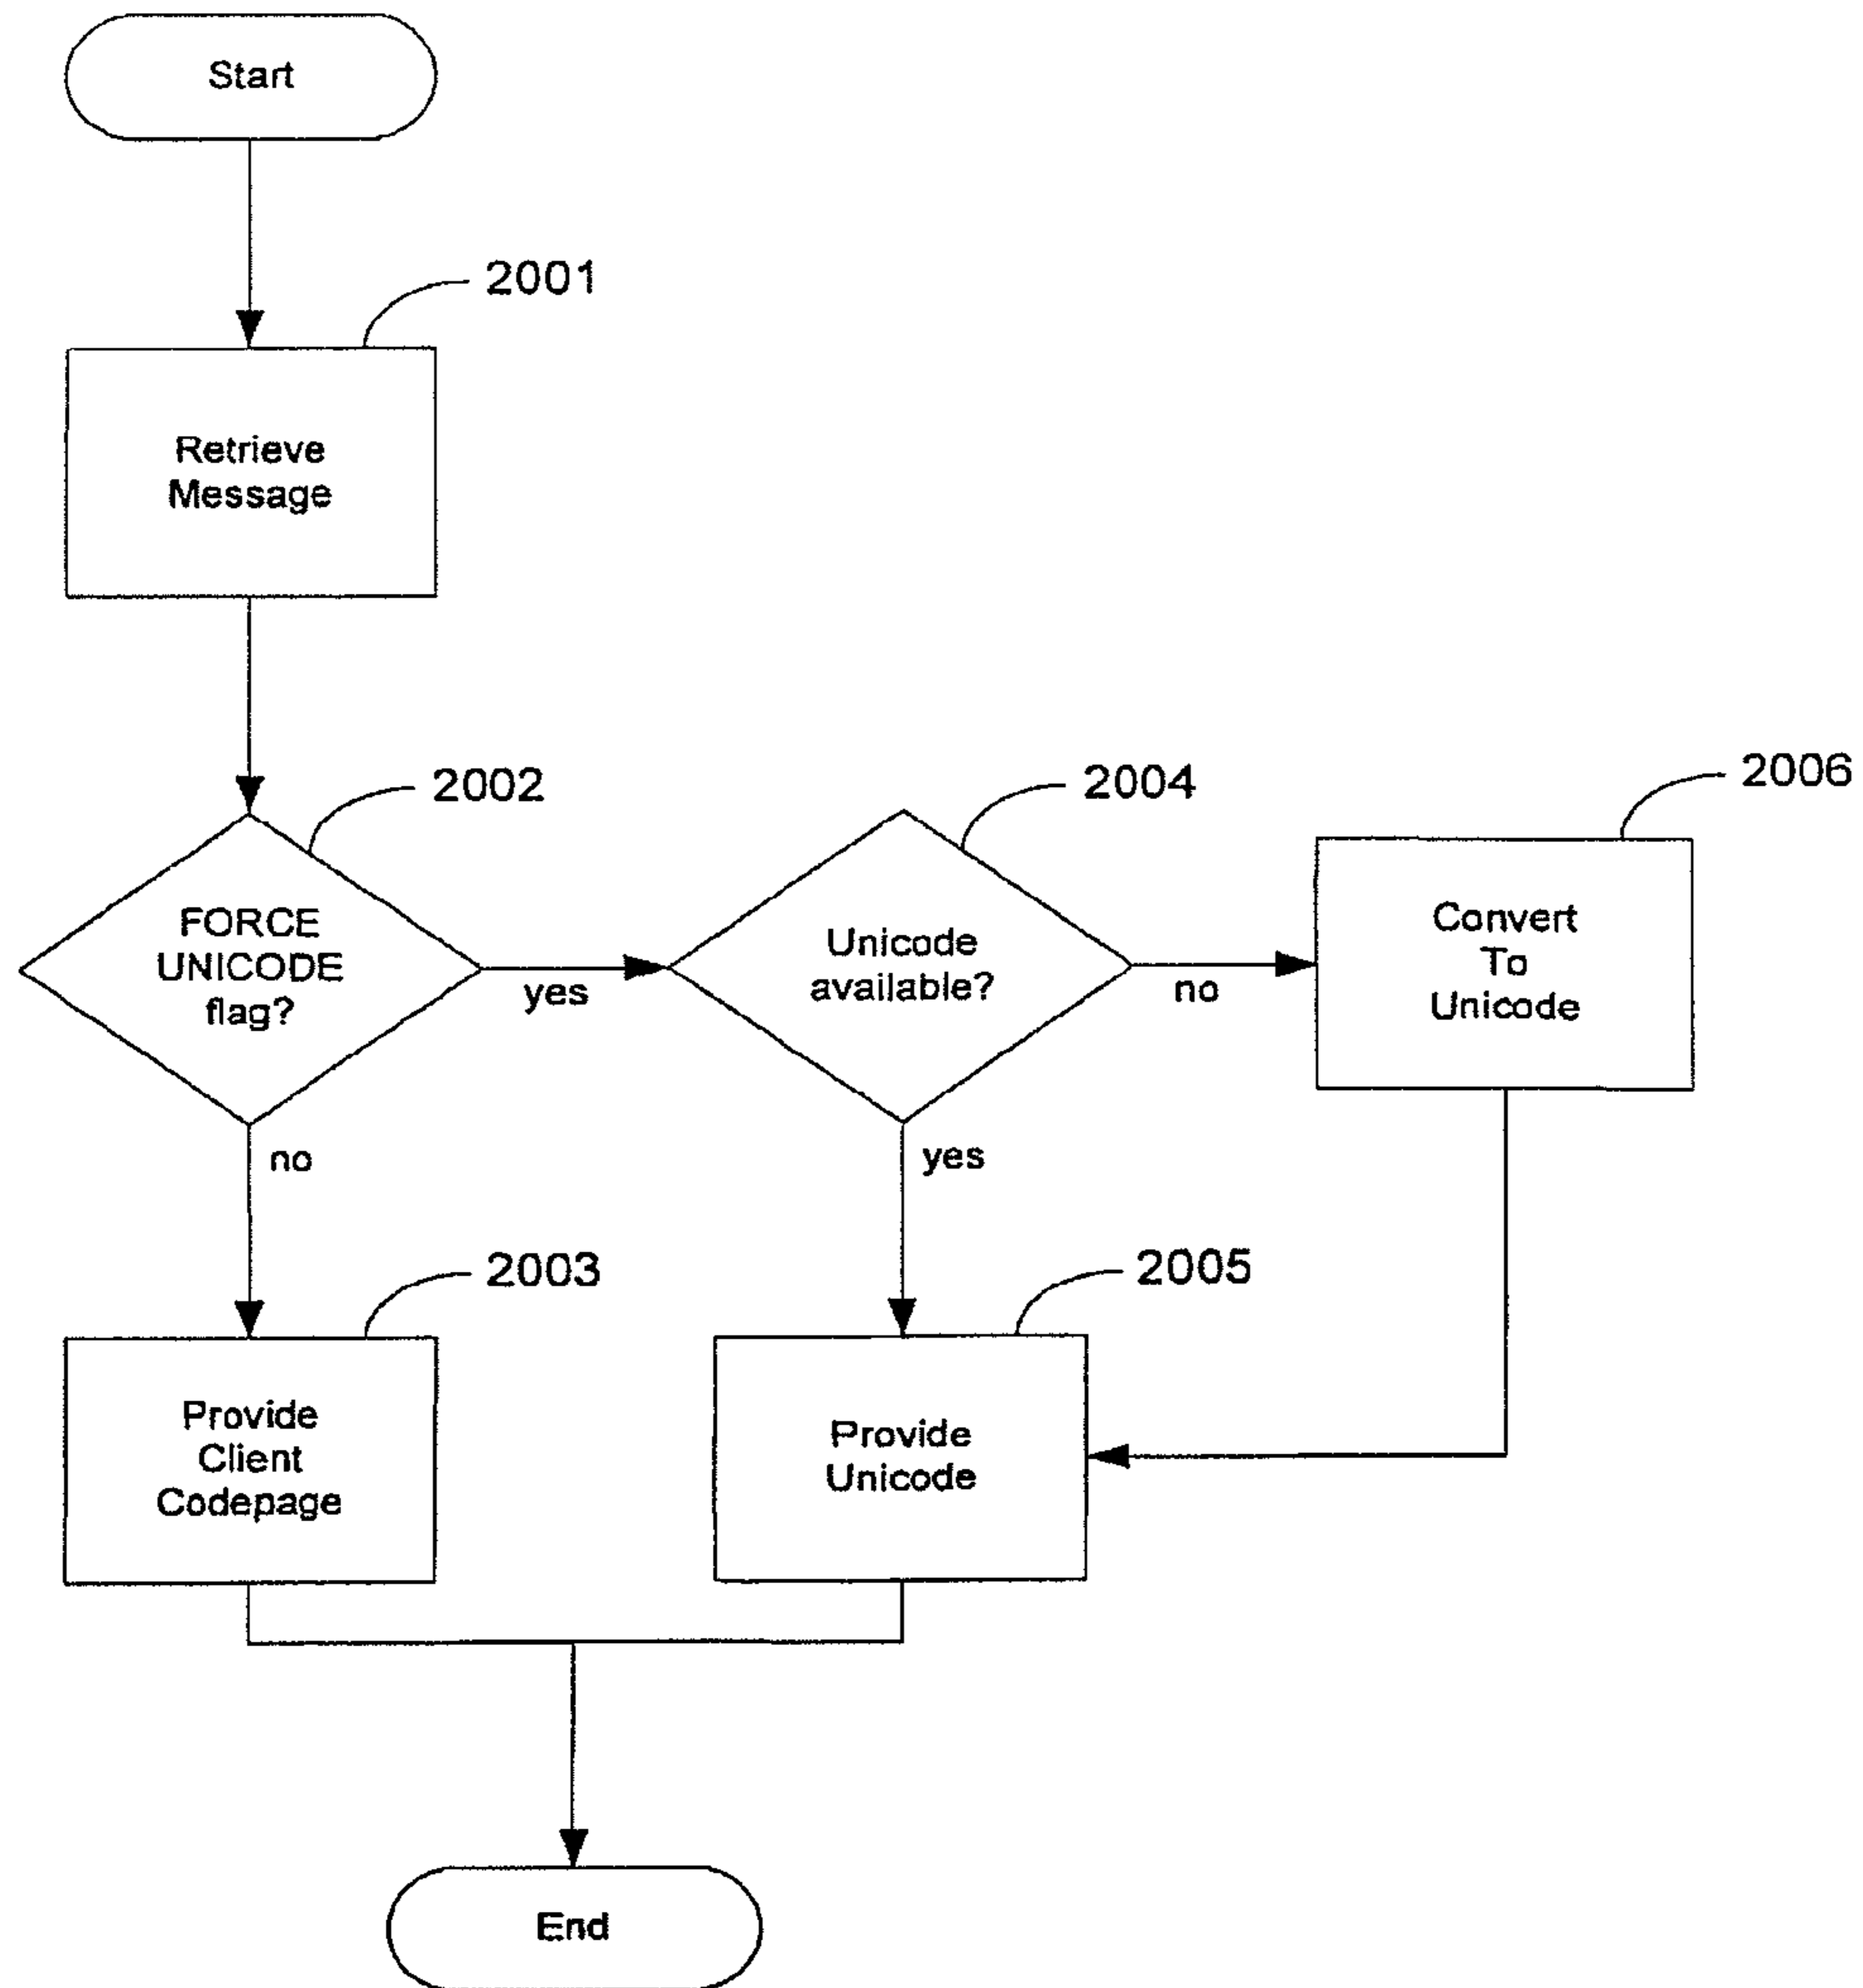 Start
2001
Retrieve
Message
2002
FORCE
UNICODE
flag?
yes
no
2004
Unicode
available?
no
yes
2006
Convert
To
Unicode
2003
Provide
Client
Codepage
2005
Provide
Unicode
End